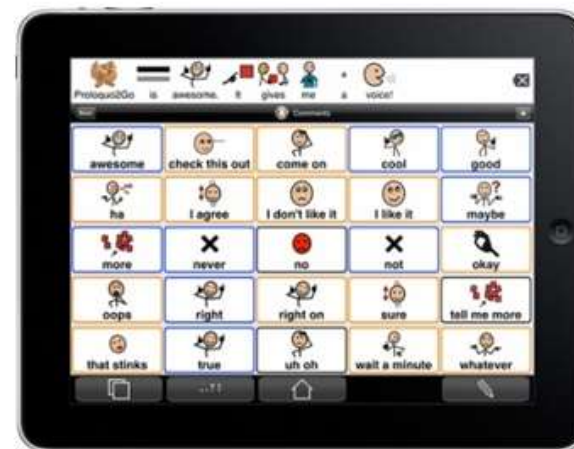 Proloquo2Go is awesome. It gives me a voice!
Comments
awesome check this out come on cool good
ha I agree I don't like it I like it maybe
more never no not okay
oops right right on sure tell me more
that stinks true uh oh wait a minute whatever
..?!